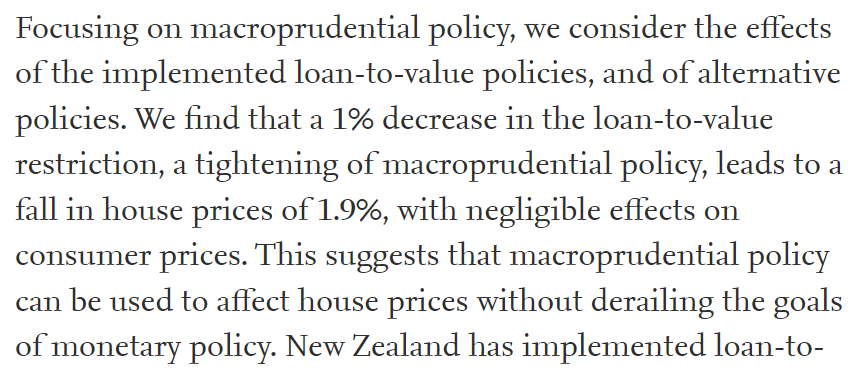 Focusing on macroprudential policy, we consider the effects
of the implemented loan-to-value policies, and of alternative
policies. We find that a 1% decrease in the loan-to-value
restriction, a tightening of macroprudential policy, leads to a
fall in house prices of 1.9%, with negligible effects on
consumer prices. This suggests that macroprudential policy
can be used to affect house prices without derailing the goals
of monetary policy. New Zealand has implemented loan-to-